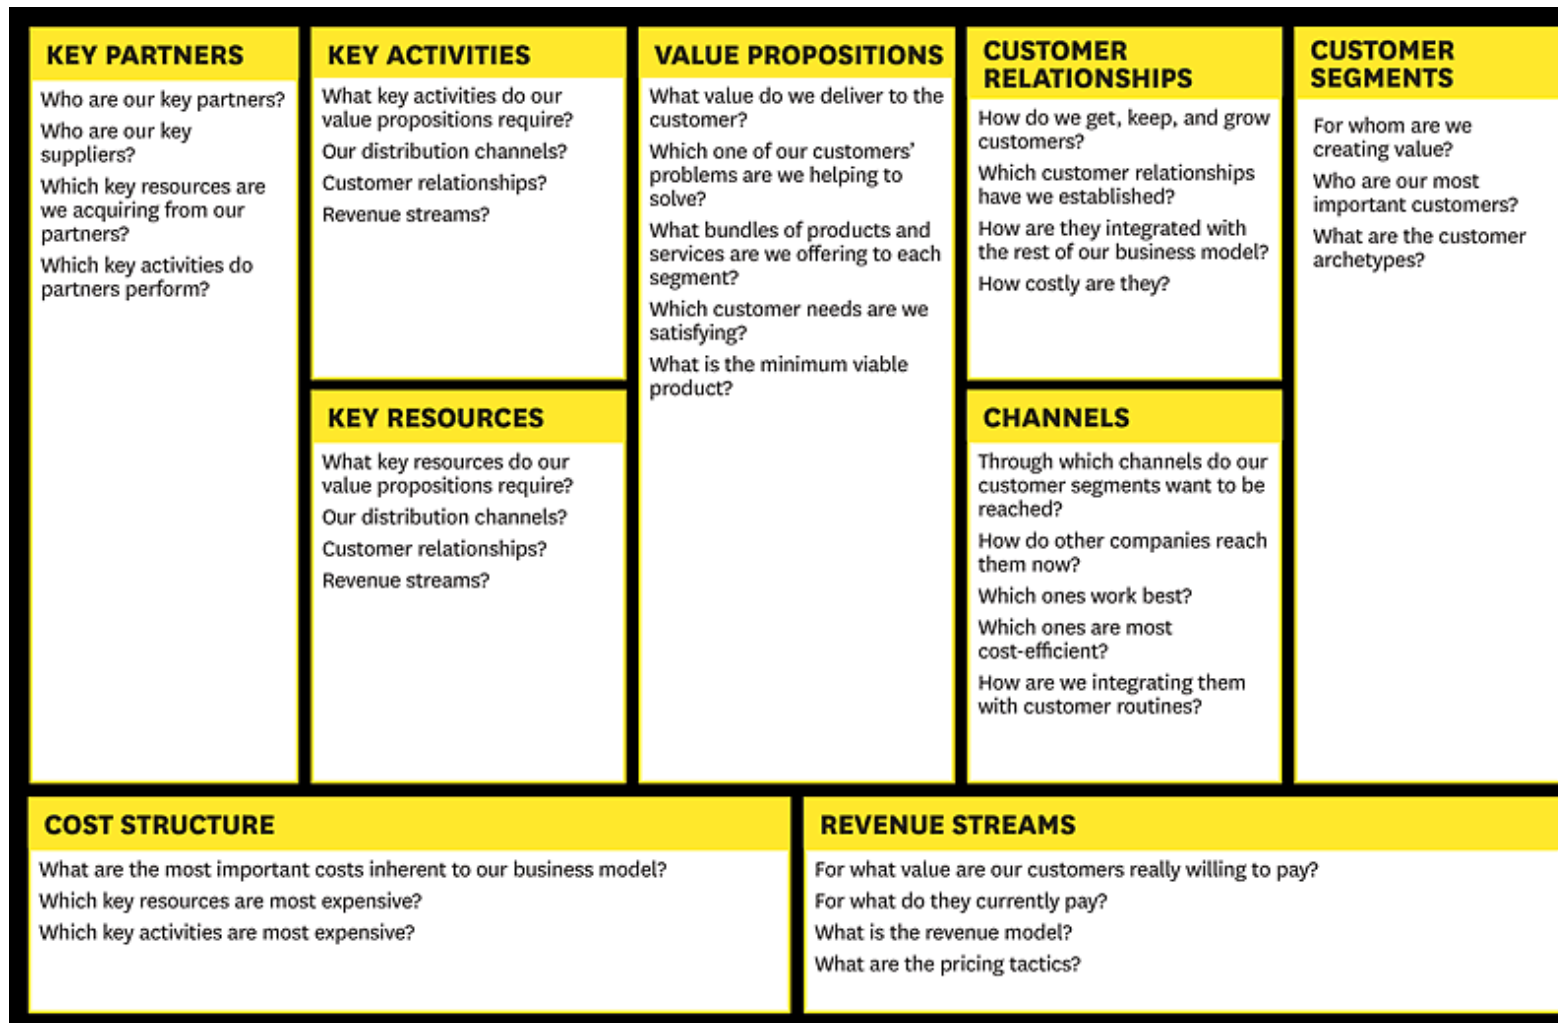 KEY PARTNERS
Who are our key partners?
Who are our key
suppliers?
Which key resources are
we acquiring from our
partners?
Which key activities do
partners perform?
KEY ACTIVITIES
What key activities do our
value propositions require?
Our distribution channels?
Customer relationships?
Revenue streams?
KEY RESOURCES
What key resources do our
value propositions require?
Our distribution channels?
Customer relationships?
Revenue streams?
VALUE PROPOSITIONS
What value do we deliver to the
customer?
Which one of our customers’
problems are we helping to
solve?
What bundles of products and
services are we offering to each
segment?
Which customer needs are we
satisfying?
What is the minimum viable
product?
CUSTOMER
RELATIONSHIPS
How do we get, keep, and grow
customers?
Which customer relationships
have we established?
How are they integrated with
the rest of our business model?
How costly are they?
CHANNELS
Through which channels do our
customer segments want to be
reached?
How do other companies reach
them now?
Which ones work best?
Which ones are most
cost-efficient?
How are we integrating them
with customer routines?
CUSTOMER
SEGMENTS
For whom are we
creating value?
Who are our most
important customers?
What are the customer
archetypes?
COST STRUCTURE
What are the most important costs inherent to our business model?
Which key resources are most expensive?
Which key activities are most expensive?
REVENUE STREAMS
For what value are our customers really willing to pay?
For what do they currently pay?
What is the revenue model?
What are the pricing tactics?